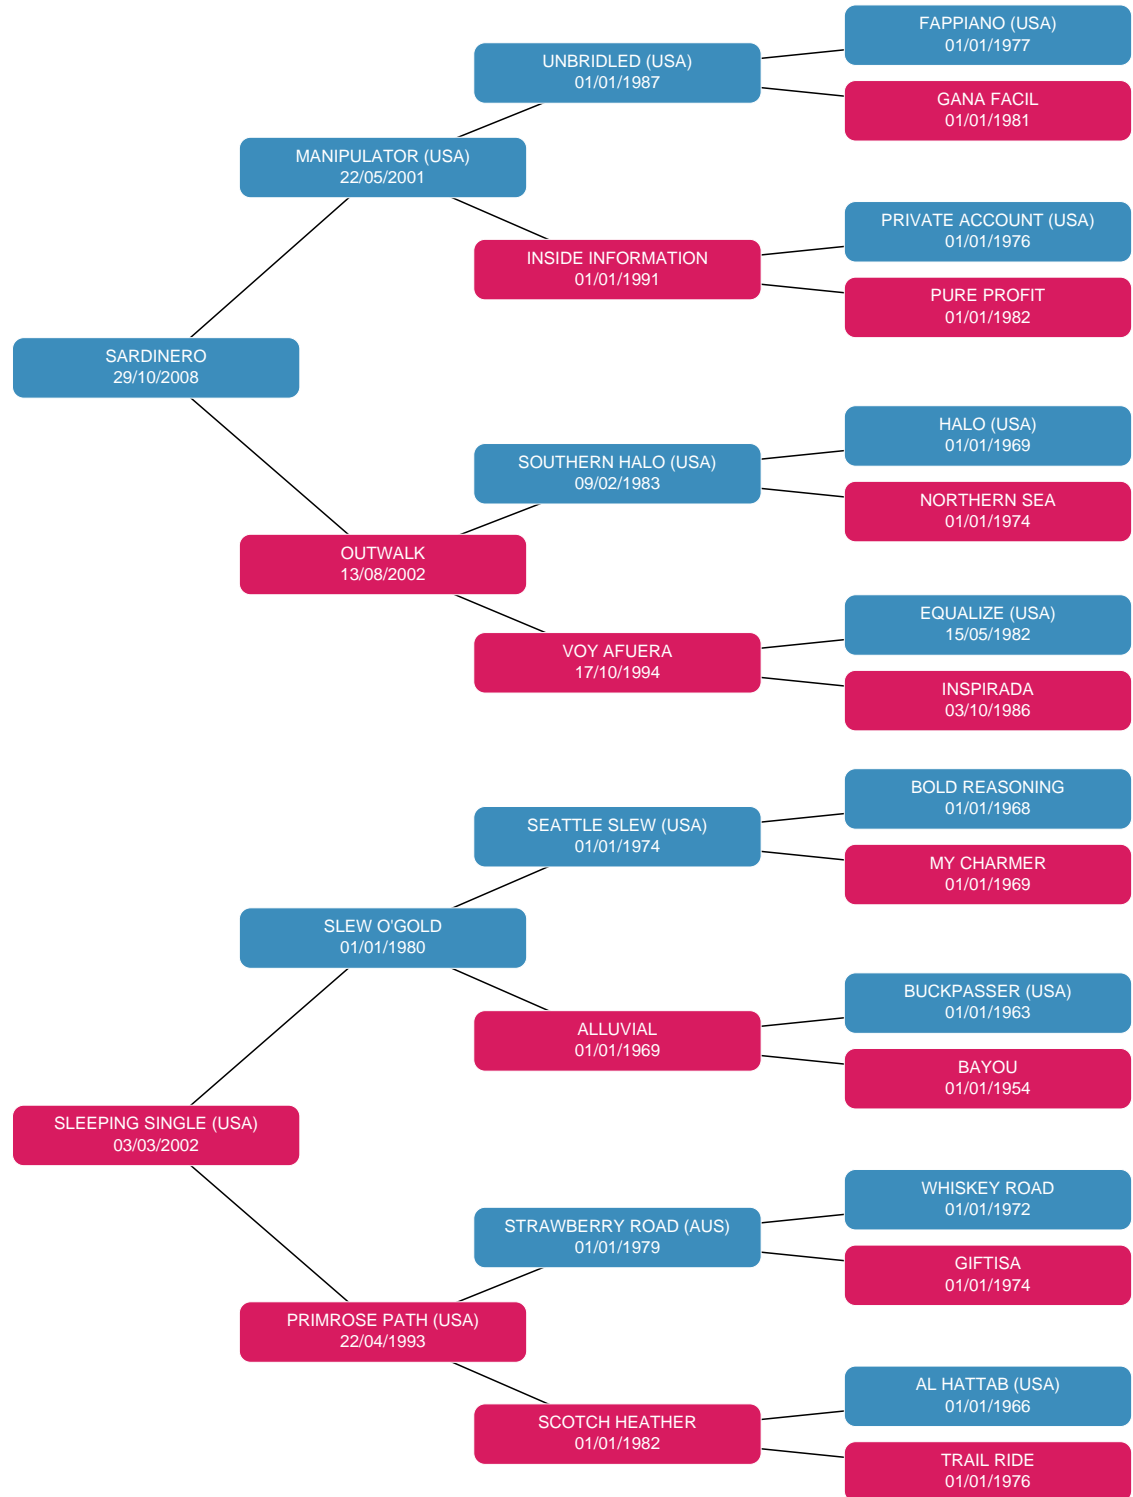 FAPPIANO (USA)
01/01/1977
UNBRIDLED (USA)
01/01/1987
GANA FACIL
01/01/1981
MANIPULATOR (USA)
22/05/2001
PRIVATE ACCOUNT (USA)
01/01/1976
INSIDE INFORMATION
01/01/1991
PURE PROFIT
01/01/1982
SARDINERO
29/10/2008
HALO (USA)
01/01/1969
SOUTHERN HALO (USA)
09/02/1983
NORTHERN SEA
01/01/1974
OUTWALK
13/08/2002
EQUALIZE (USA)
15/05/1982
VOY AFUERA
17/10/1994
INSPIRADA
03/10/1986
BOLD REASONING
01/01/1968
SEATTLE SLEW (USA)
01/01/1974
MY CHARMER
01/01/1969
SLEW O'GOLD
01/01/1980
BUCKPASSER (USA)
01/01/1963
ALLUVIAL
01/01/1969
BAYOU
01/01/1954
SLEEPING SINGLE (USA)
03/03/2002
WHISKEY ROAD
01/01/1972
STRAWBERRY ROAD (AUS)
01/01/1979
GIFTISA
01/01/1974
PRIMROSE PATH (USA)
22/04/1993
AL HATTAB (USA)
01/01/1966
SCOTCH HEATHER
01/01/1982
TRAIL RIDE
01/01/1976